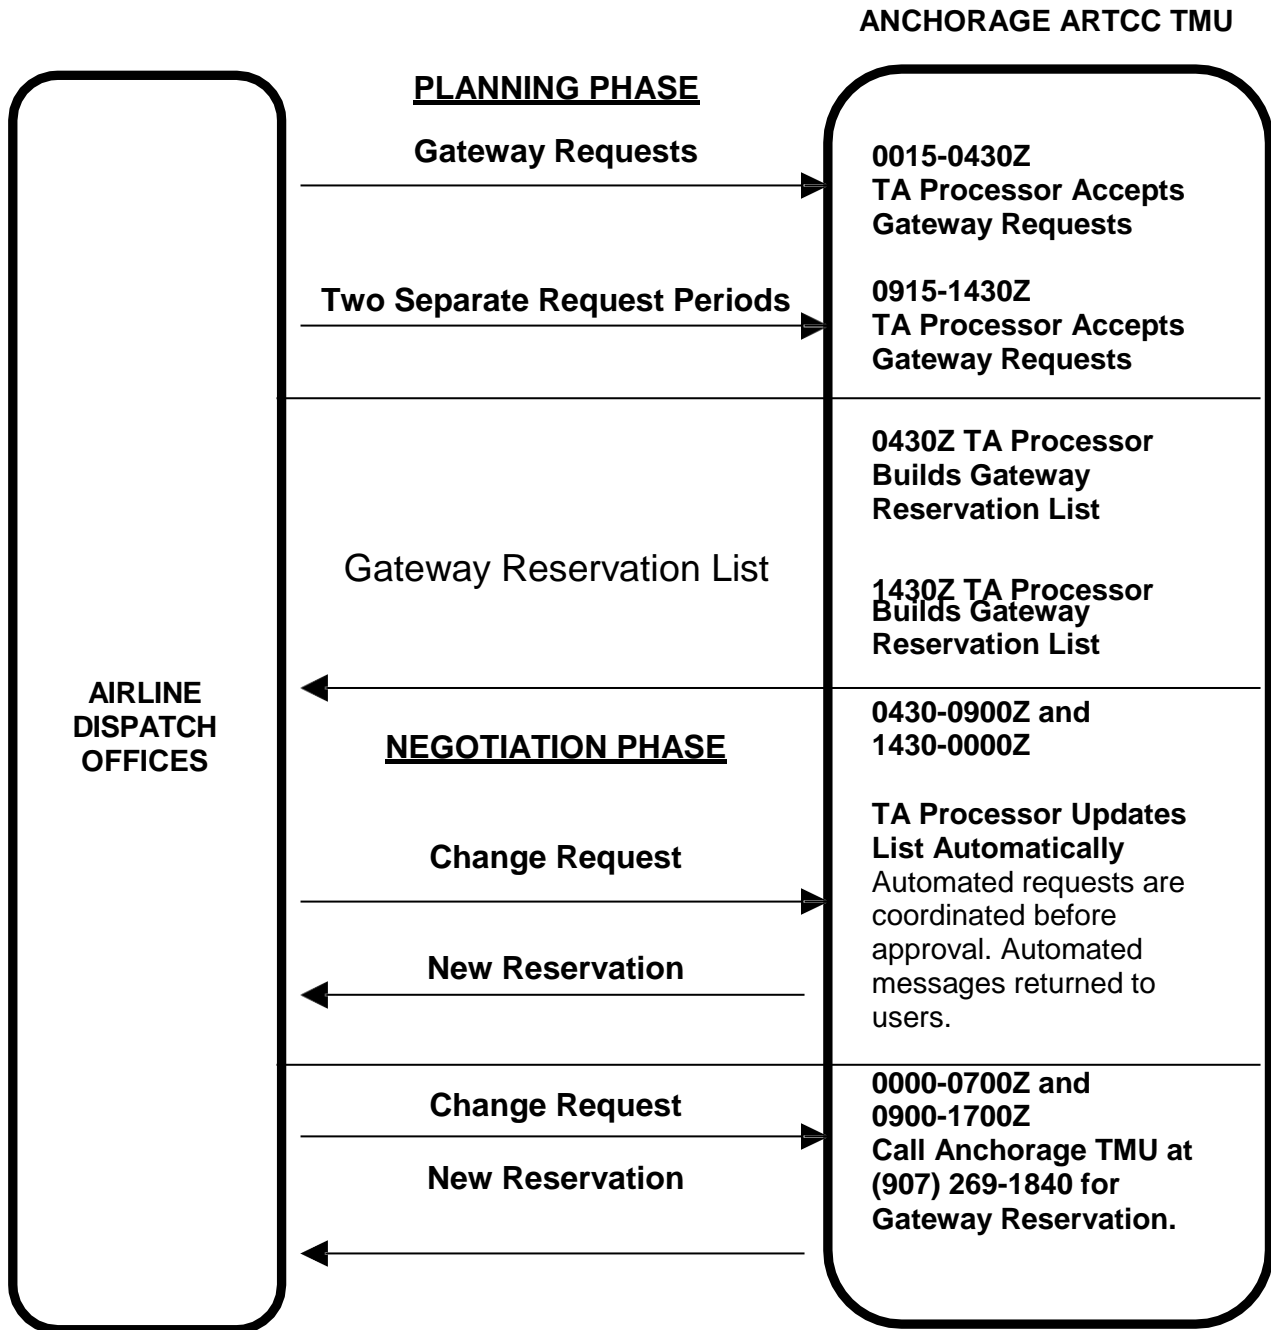 ANCHORAGE ARTCC TMU
PLANNING PHASE
Gateway Requests
0015-0430Z
TA Processor Accepts
Gateway Requests
Two Separate Request Periods
0915-1430Z
TA Processor Accepts
Gateway Requests
0430Z TA Processor
Builds Gateway
Reservation List
Gateway Reservation List
1430Z TA Processor
Builds Gateway
Reservation List
AIRLINE
DISPATCH
OFFICES
NEGOTIATION PHASE
0430-0900Z and
1430-0000Z
TA Processor Updates
List Automatically
Automated requests are
coordinated before
approval. Automated
messages returned to
users.
Change Request
New Reservation
Change Request
New Reservation
0000-0700Z and
0900-1700Z
Call Anchorage TMU at
(907) 269-1840 for
Gateway Reservation.